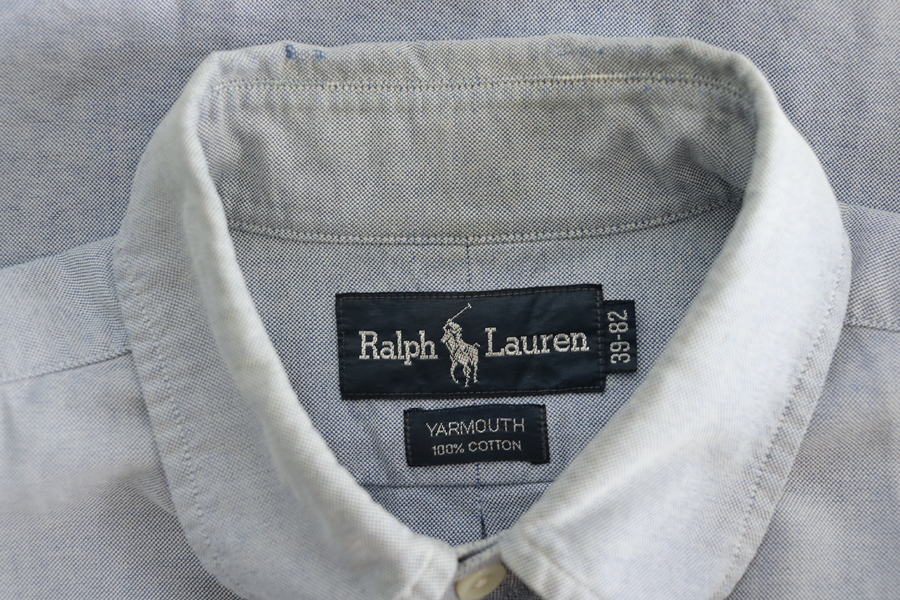 Ralph Lauren
39-82
YARMOUTH
100% COTTON